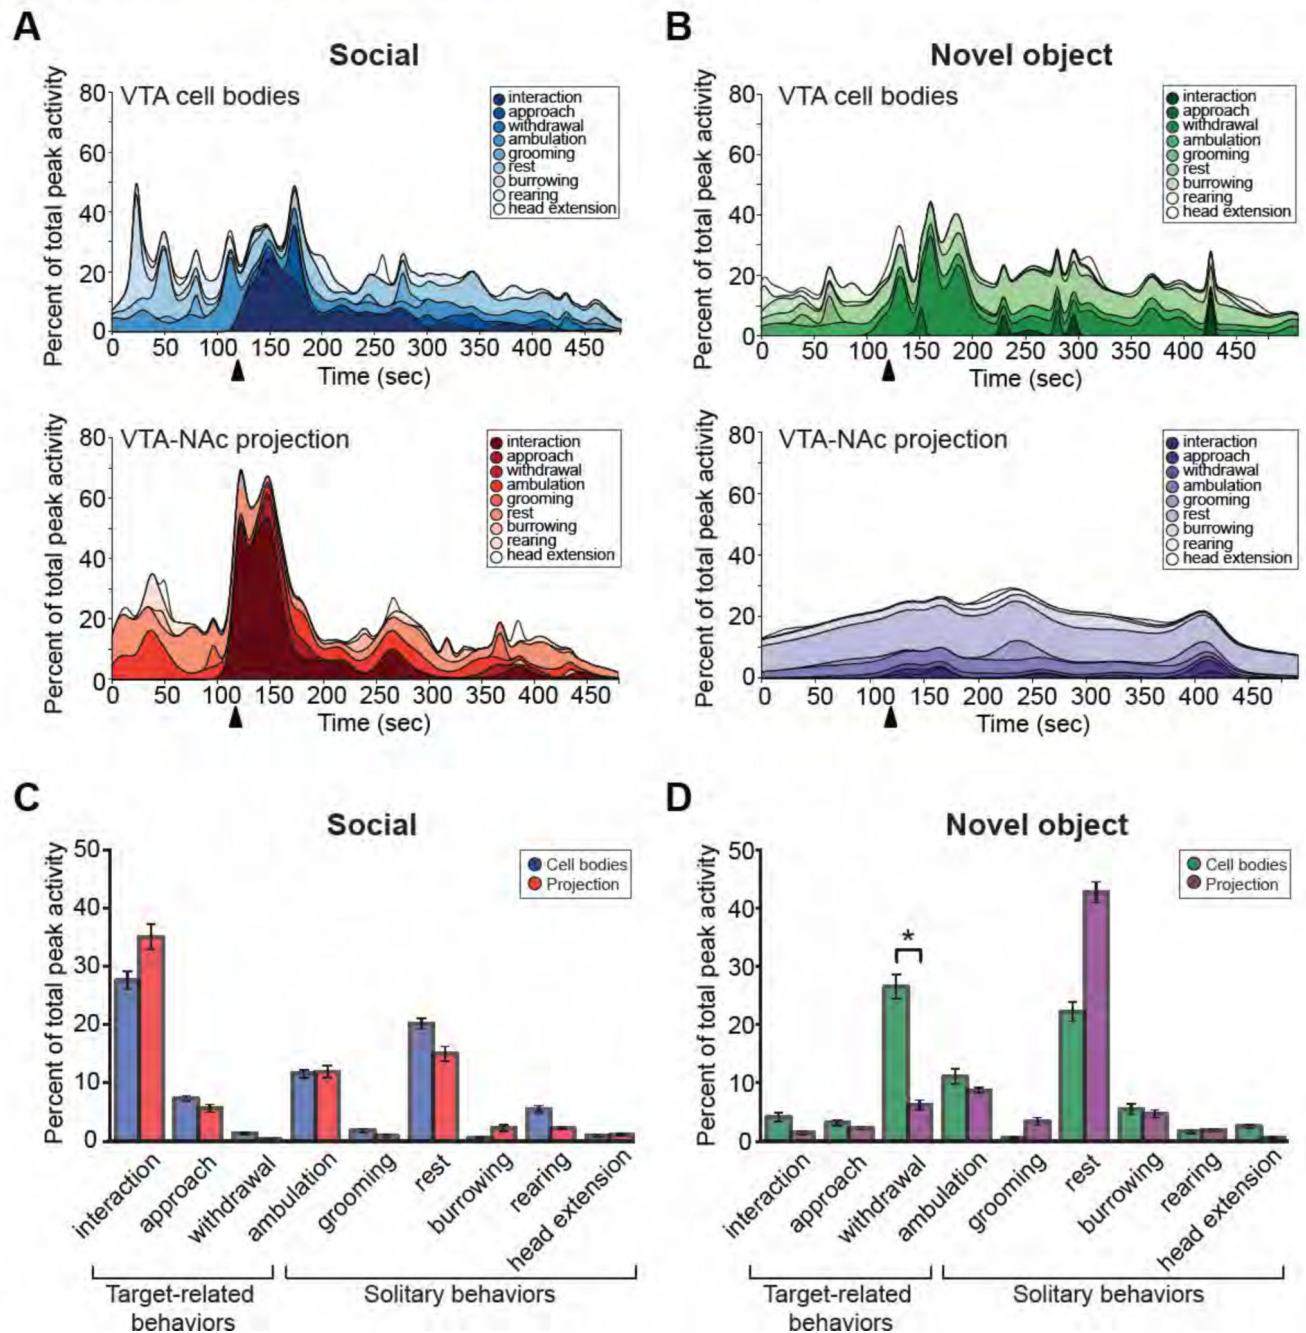 A
Social
Percent of total peak activity
VTA cell bodies
80
60
40
20
0
interaction
approach
withdrawal
ambulation
grooming
rest
burrowing
rearing
head extension
0 50 100 150 200 250 300 350 400 450
Time (sec)
Percent of total peak activity
VTA-NAc projection
80
60
40
20
0
interaction
approach
withdrawal
ambulation
grooming
rest
burrowing
rearing
head extension
0 50 100 150 200 250 300 350 400 450
Time (sec)
B
Novel object
Percent of total peak activity
VTA cell bodies
80
60
40
20
0
interaction
approach
withdrawal
ambulation
grooming
rest
burrowing
rearing
head extension
0 50 100 150 200 250 300 350 400 450
Time (sec)
Percent of total peak activity
VTA-NAc projection
80
60
40
20
0
interaction
approach
withdrawal
ambulation
grooming
rest
burrowing
rearing
head extension
0 50 100 150 200 250 300 350 400 450
Time (sec)
C
Social
Percent of total peak activity
50
40
30
20
10
0
Cell bodies
Projection
interaction
approach
withdrawal
ambulation
grooming
rest
burrowing
rearing
head extension
Target-related
behaviors
Solitary behaviors
D
Novel object
Percent of total peak activity
50
40
30
20
10
0
Cell bodies
Projection
*
interaction
approach
withdrawal
ambulation
grooming
rest
burrowing
rearing
head extension
Target-related
behaviors
Solitary behaviors